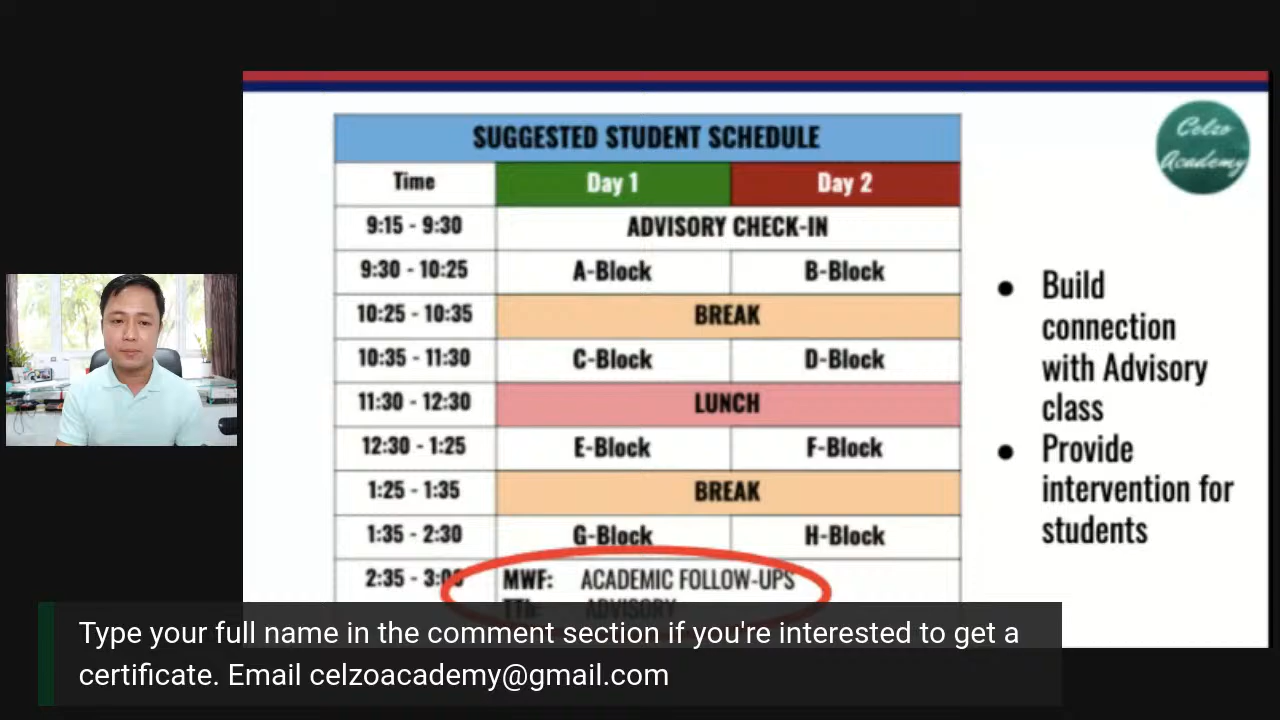 SUGGESTED STUDENT SCHEDULE
Time Day 1 Day 2
9:15 - 9:30 ADVISORY CHECK-IN
9:30 - 10:25 A-Block B-Block
10:25 - 10:35 BREAK
10:35 - 11:30 C-Block D-Block
11:30 - 12:30 LUNCH
12:30 - 1:25 E-Block F-Block
1:25 - 1:35 BREAK
1:35 - 2:30 G-Block H-Block
2:35 - 3:00 MWF: ACADEMIC FOLLOW-UPS
TTh: ADVISORY
Celzo
Academy
● Build
connection
with Advisory
class
● Provide
intervention for
students
Type your full name in the comment section if you're interested to get a
certificate. Email celzoacademy@gmail.com